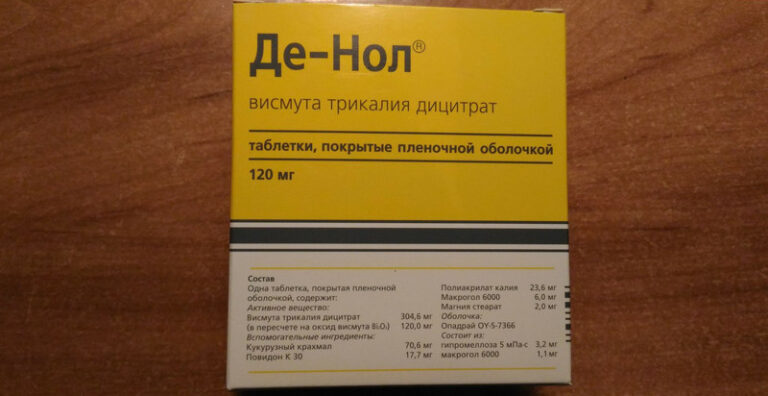 Де-Нол®
висмута трикалия дицитрат
таблетки, покрытые пленочной оболочкой
120 мг
Состав
Одна таблетка, покрытая пленочной
оболочкой, содержит:
Активное вещество:
Висмута трикалия дицитрат 304,6 мг
(в пересчете на оксид висмута Bi₂O₃) 120,0 мг
Вспомогательные ингредиенты:
Кукурузный крахмал 70,6 мг
Повидон К 30 17,7 мг
Полиакрилат калия 23,6 мг
Макрогол 6000 6,0 мг
Магния стеарат 2,0 мг
Оболочка:
Опадрай OY-S-7366
Состоит из:
гипромеллоза 5 мПа·с 3,2 мг
макрогол 6000 1,1 мг